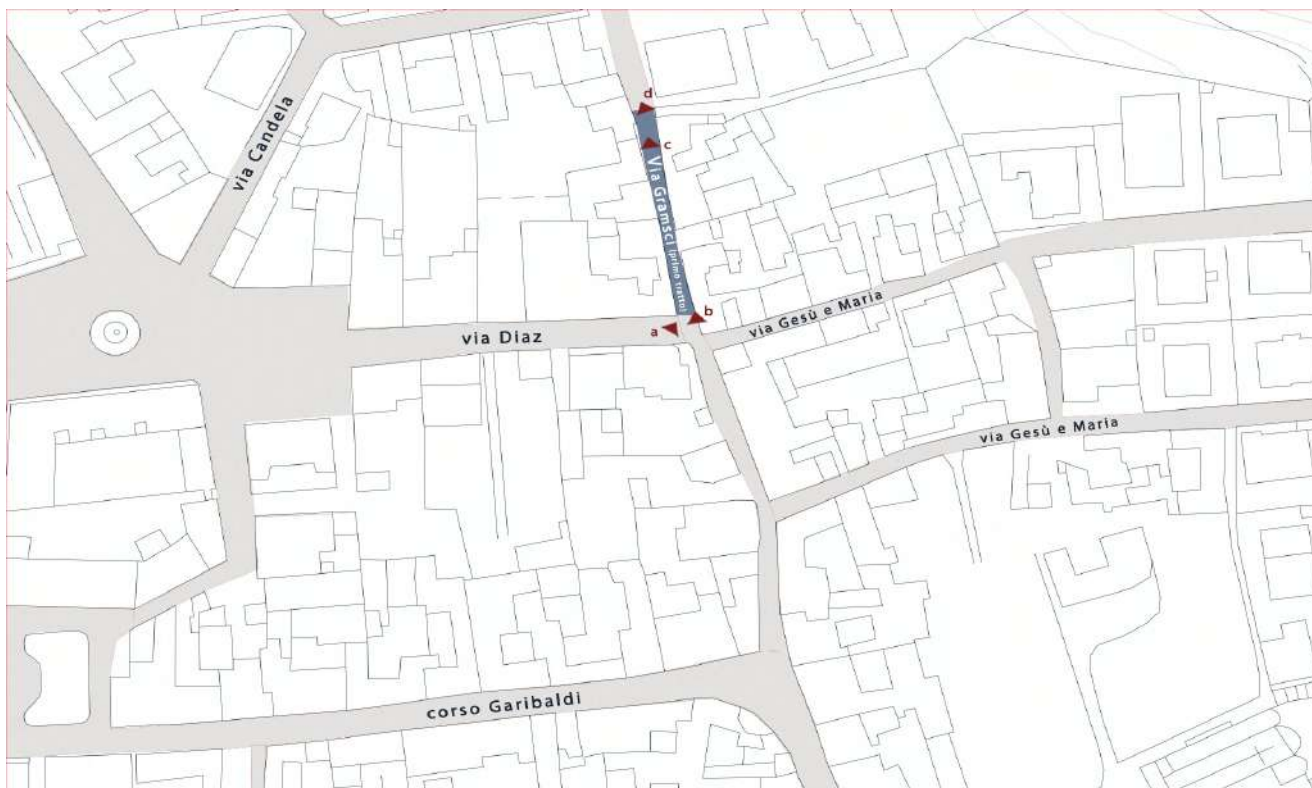 d
via Candela
c
Via Gramsci (primo tratto)
b
a
via Diaz
via Gesù e Maria
via Gesù e Maria
corso Garibaldi